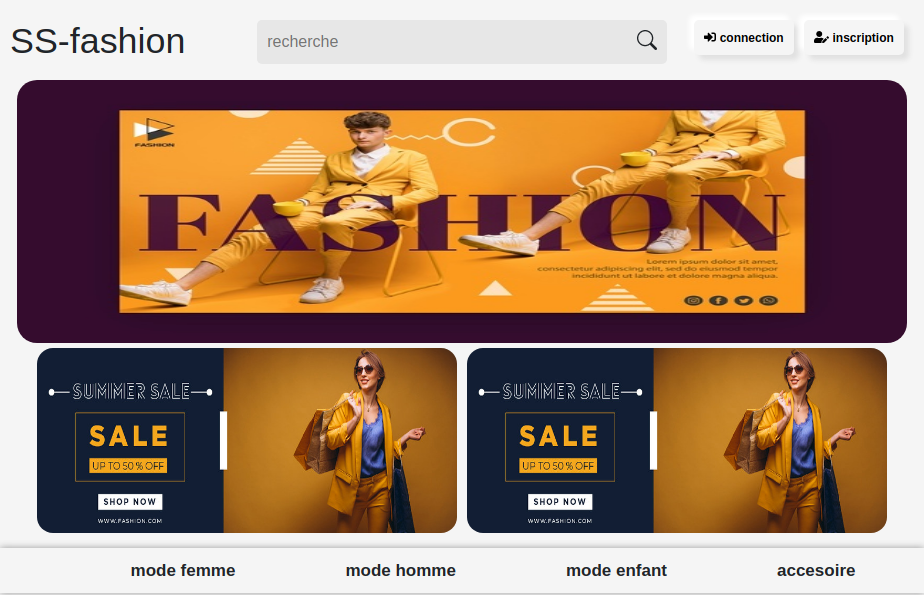 SS-fashion
recherche
connection
inscription
FASHION
FASHION
Lorem ipsum dolor sit amet,
consectetur adipiscing elit, sed do eiusmod tempor
incididunt ut labore et dolore magna aliqua.
SUMMER SALE
SALE
UP TO 50 % OFF
SHOP NOW
WWW.FASHION.COM
SUMMER SALE
SALE
UP TO 50 % OFF
SHOP NOW
WWW.FASHION.COM
mode femme
mode homme
mode enfant
accesoire